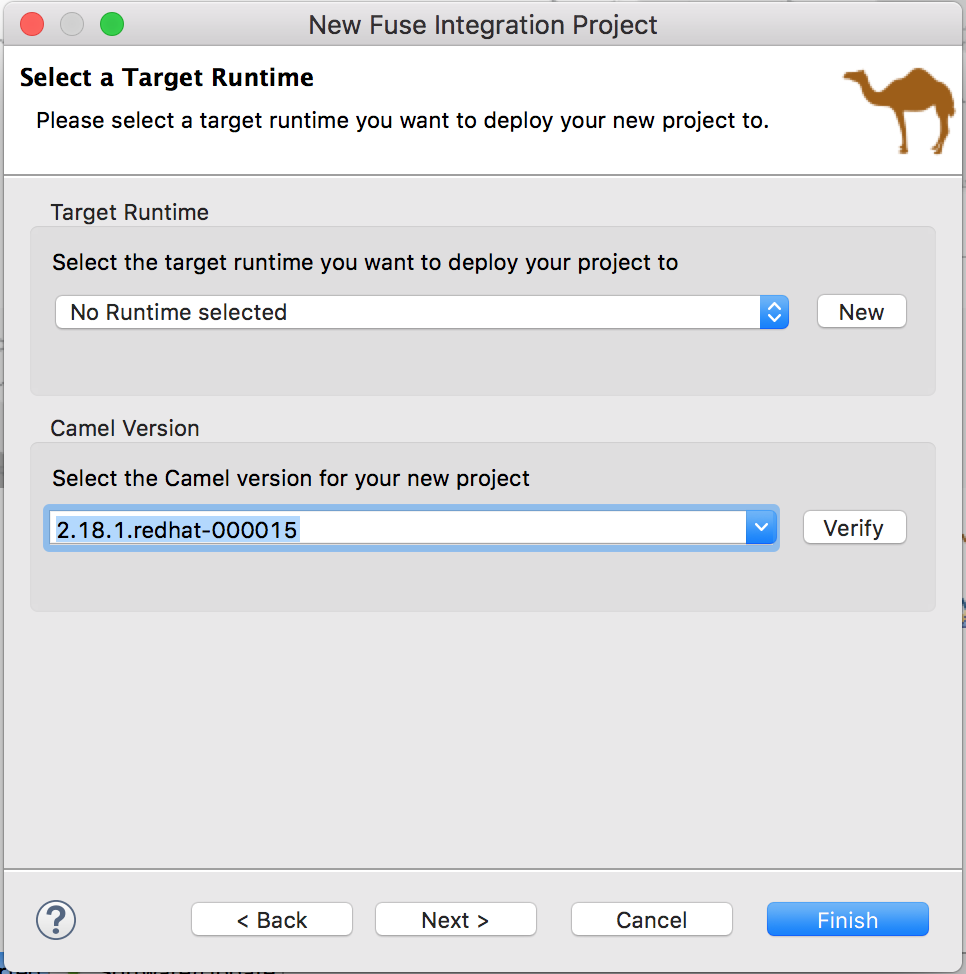 New Fuse Integration Project
Select a Target Runtime
Please select a target runtime you want to deploy your new project to.
Target Runtime
Select the target runtime you want to deploy your project to
No Runtime selected
New
Camel Version
Select the Camel version for your new project
2.18.1.redhat-000015
Verify
?
< Back
Next >
Cancel
Finish